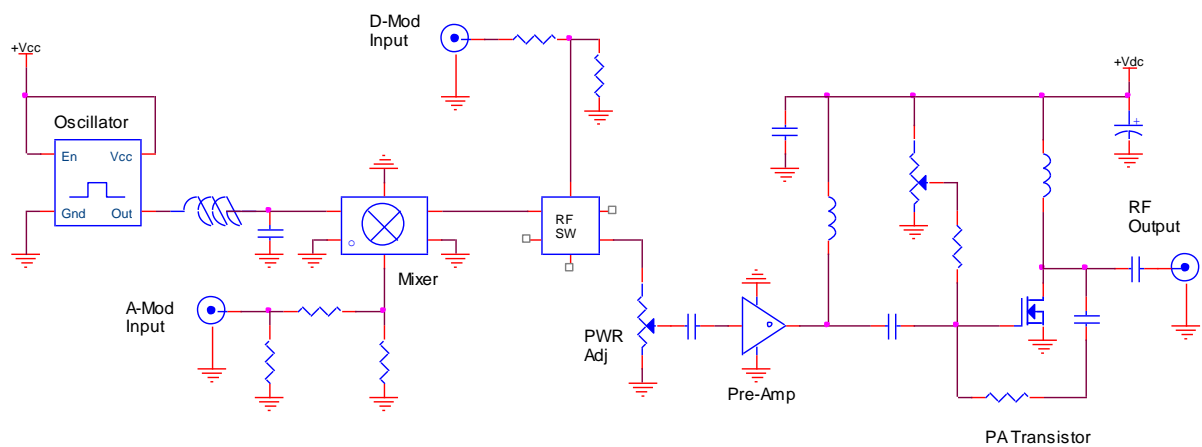 D-Mod
Input
+Vcc
+Vdc
Oscillator
En
Vcc
Gnd
Out
RF
SW
RF
Output
Mixer
A-Mod
Input
PWR
Adj
Pre-Amp
PA Transistor
+